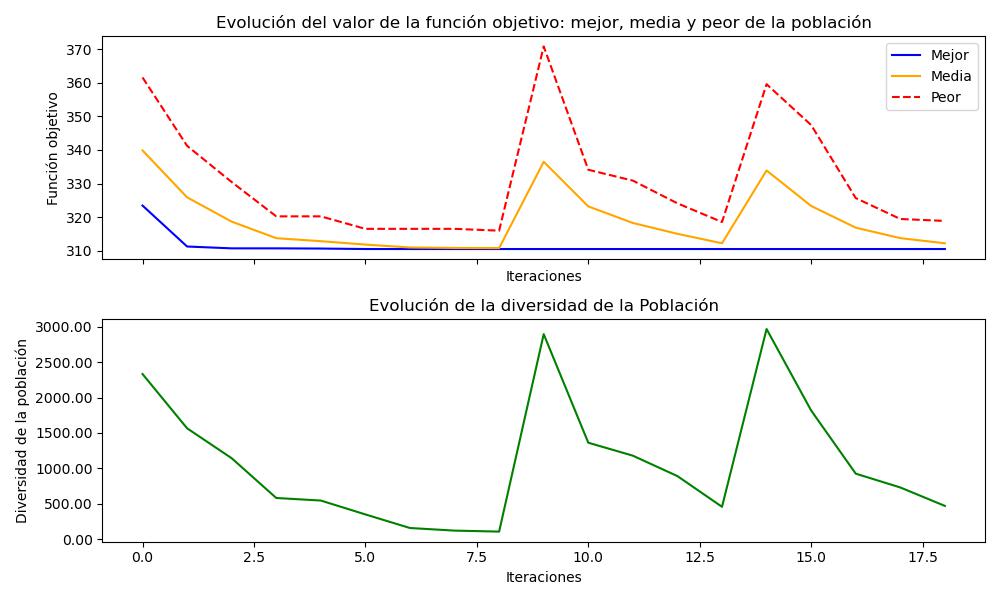 Evolución del valor de la función objetivo: mejor, media y peor de la población
370
360
350
340
330
320
310
Función objetivo
Mejor
Media
Peor
Iteraciones
Evolución de la diversidad de la Población
3000.00
2500.00
2000.00
1500.00
1000.00
500.00
0.00
Diversidad de la población
0.0 2.5 5.0 7.5 10.0 12.5 15.0 17.5
Iteraciones